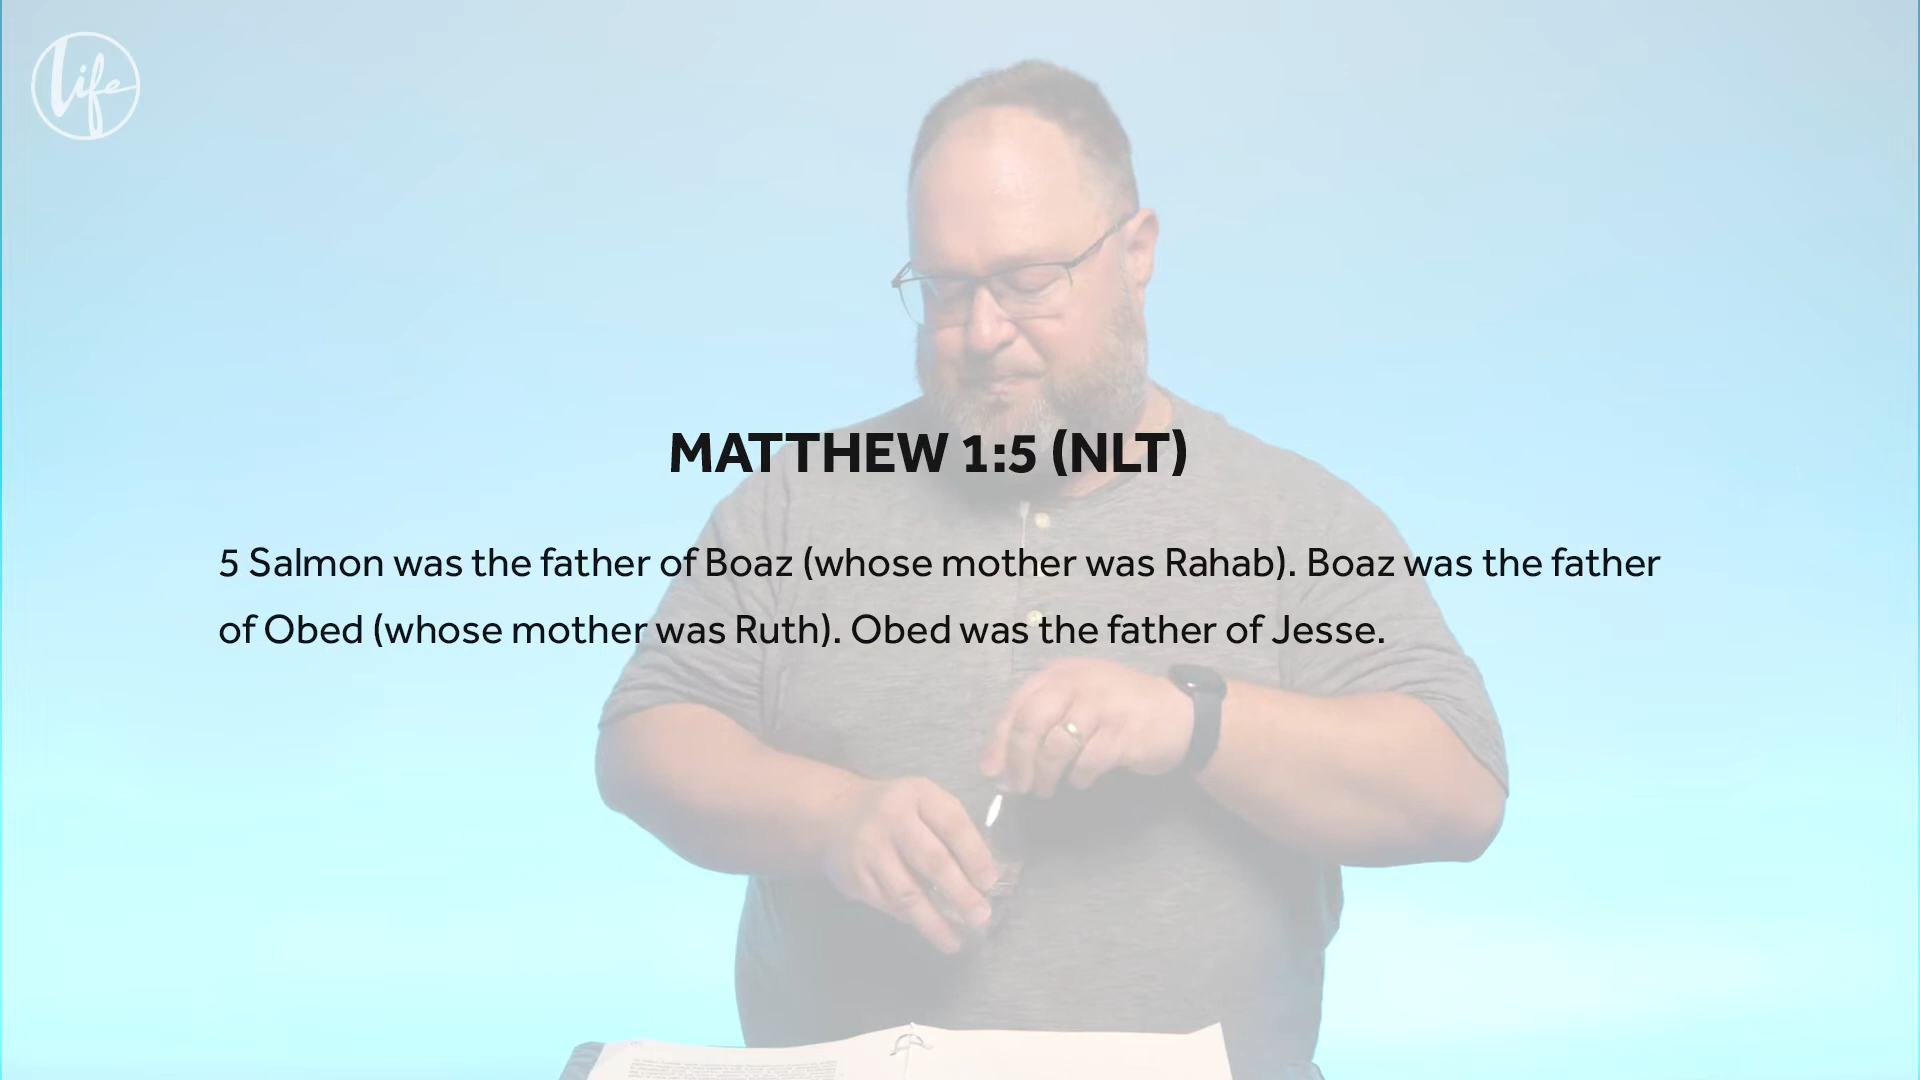 Life
MATTHEW 1:5 (NLT)
5 Salmon was the father of Boaz (whose mother was Rahab). Boaz was the father
of Obed (whose mother was Ruth). Obed was the father of Jesse.